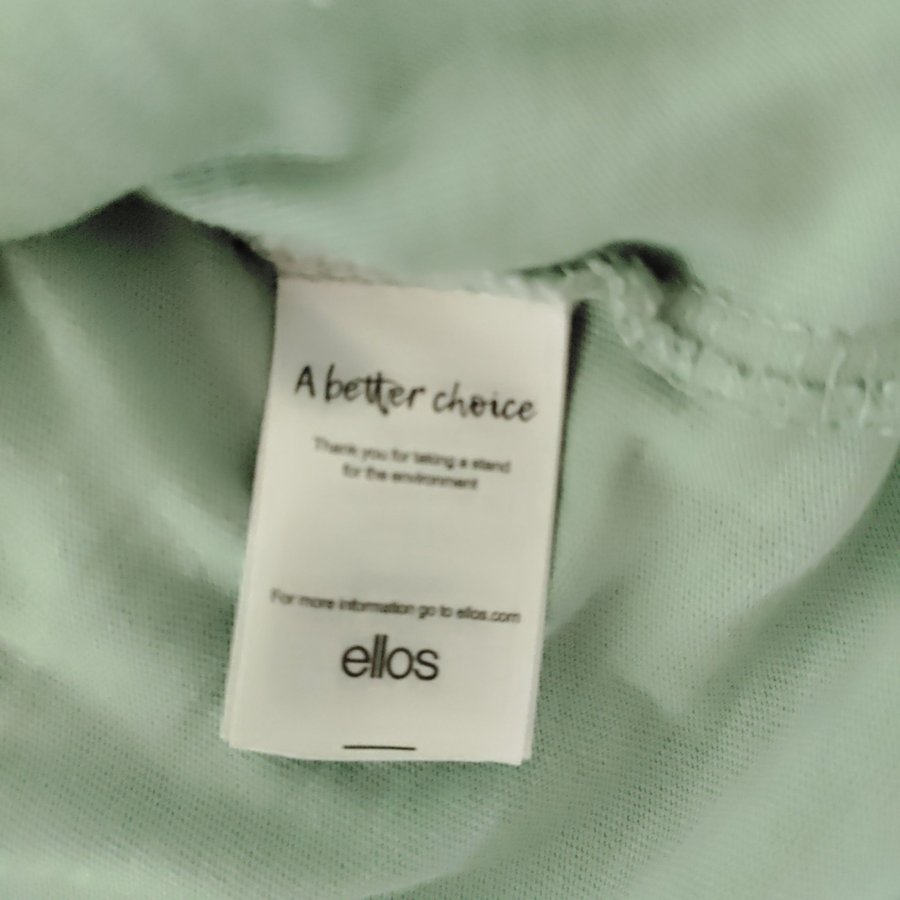 A better choice
Thank you for taking a stand
for the environment
For more information go to ellos.com
ellos